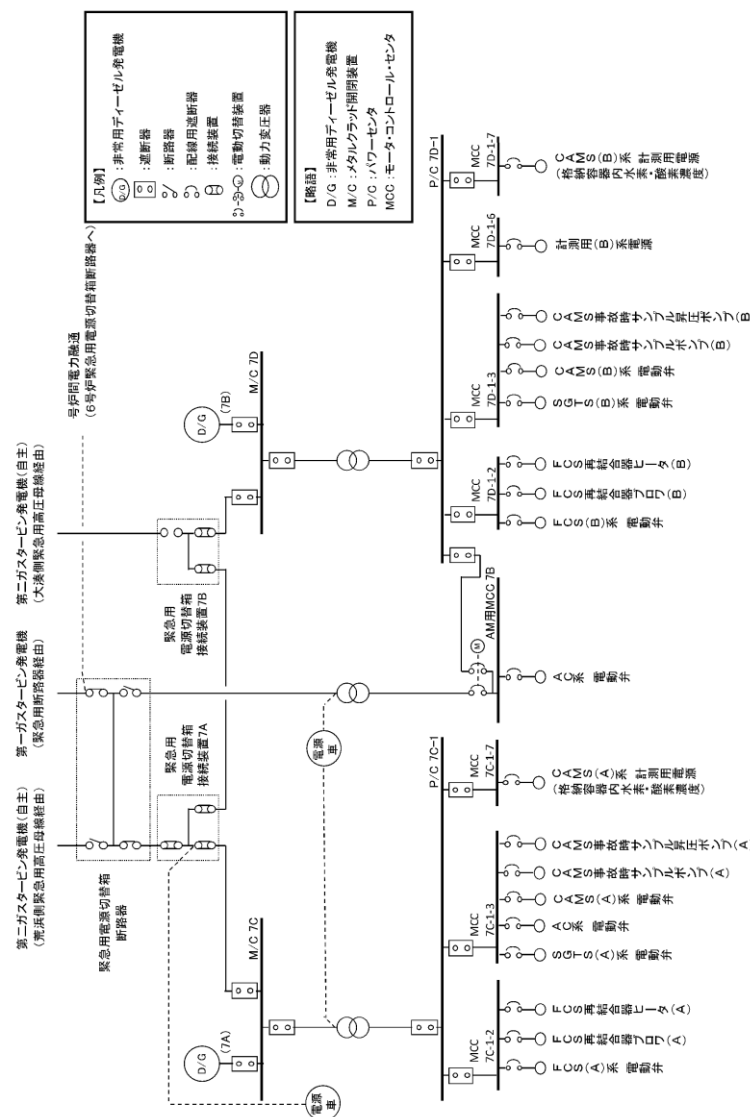 第二ガスタービン発電機(自主)
(荒浜側緊急用高圧母線経由)
第一ガスタービン発電機
(緊急用断路器経由)
第二ガスタービン発電機(自主)
(大湊側緊急用高圧母線経由)
号炉間電力融通
(6号炉緊急用電源切替箱断路器へ)
緊急用電源切替箱
断路器
緊急用
電源切替箱
接続装置7A
緊急用
電源切替箱
接続装置7B
D/G
(7A)
M/C 7C
D/G
(7B)
M/C 7D
電源車
電源車
P/C 7C-1
MCC
7C-1-2
FCS(A)系 電動弁
FCS再結合器ブロワ(A)
FCS再結合器ヒータ(A)
MCC
7C-1-3
SGTS(A)系 電動弁
AC系 電動弁
CAMS(A)系 電動弁
CAMS事故時サンプルポンプ(A)
CAMS事故時サンプル昇圧ポンプ(A
MCC
7C-1-7
CAMS(A)系 計測用電源
(格納容器内水素・酸素濃度)
M
AM用MCC 7B
AC系 電動弁
P/C 7D-1
MCC
7D-1-2
FCS(B)系 電動弁
FCS再結合器ブロワ(B)
FCS再結合器ヒータ(B)
MCC
7D-1-3
SGTS(B)系 電動弁
CAMS(B)系 電動弁
CAMS事故時サンプルポンプ(B)
CAMS事故時サンプル昇圧ポンプ(B
MCC
7D-1-6
計測用(B)系電源
MCC
7D-1-7
CAMS(B)系 計測用電源
(格納容器内水素・酸素濃度)
【凡例】
D/G :非常用ディーゼル発電機
:遮断器
:断路器
:配線用遮断器
:接続装置
:電動切替装置
:動力変圧器
【略語】
D/G :非常用ディーゼル発電機
M/C :メタルクラッド開閉装置
P/C :パワーセンタ
MCC :モータ・コントロール・センタ